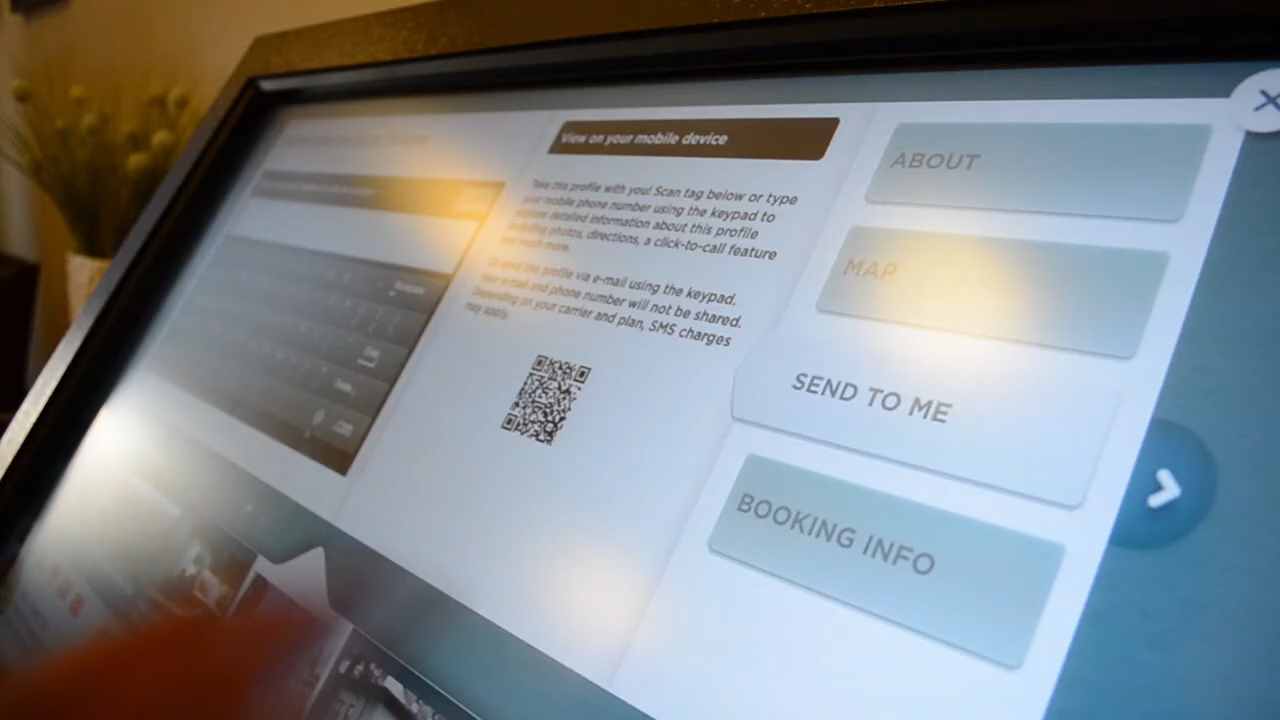 View on your mobile device
Take this profile with you! Scan tag below or type
your mobile phone number using the keypad to
explore detailed information about this profile
including photos, directions, a click-to-call feature
and much more.
Or send this profile via e-mail using the keypad.
Your e-mail and phone number will not be shared.
Depending on your carrier and plan, SMS charges
may apply.
ABOUT
MAP
SEND TO ME
BOOKING INFO
.com